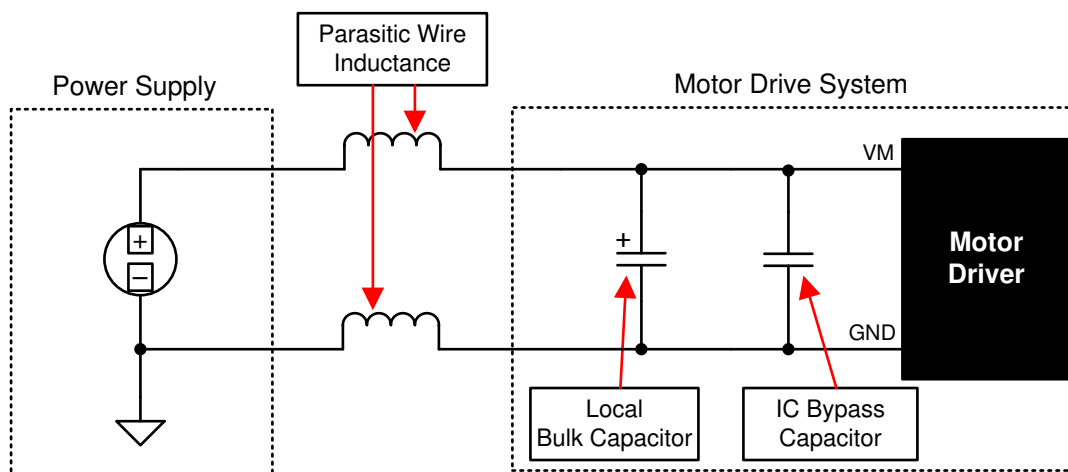 Parasitic Wire
Inductance
Power Supply
Motor Drive System
VM
+
−
+
Motor
Driver
GND
Local
Bulk Capacitor
IC Bypass
Capacitor